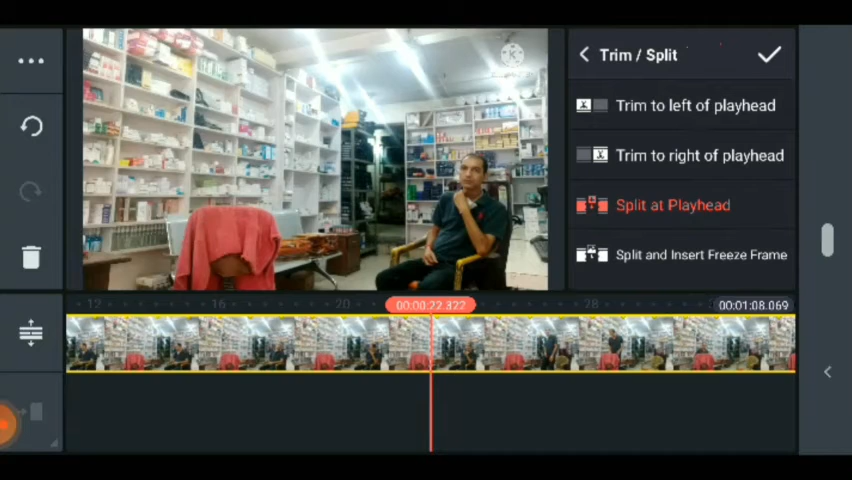 Trim / Split
Trim to left of playhead
Trim to right of playhead
Split at Playhead
Split and Insert Freeze Frame
12
16
20
00:00:22.322
28
00:01:08.069